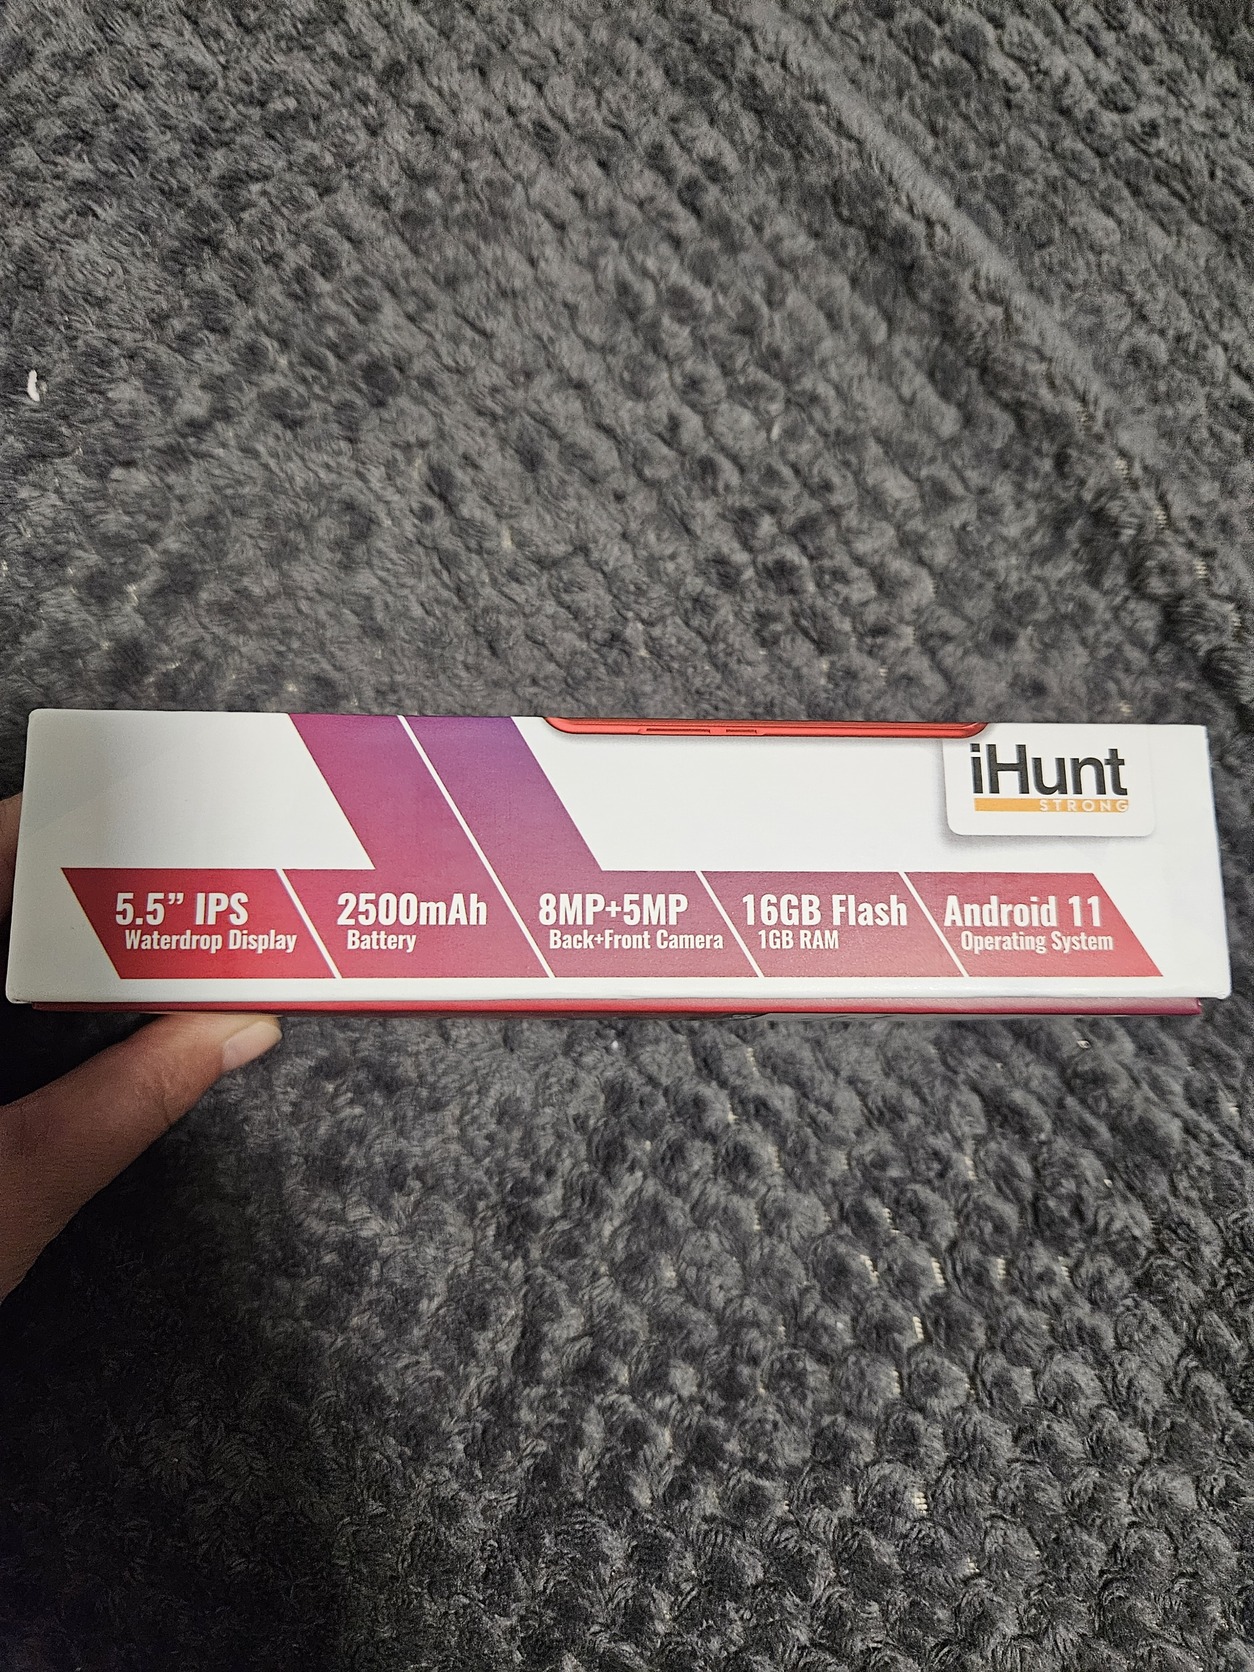 iHunt
STRONG
5.5” IPS
Waterdrop Display
2500mAh
Battery
8MP+5MP
Back+Front Camera
16GB Flash
1GB RAM
Android 11
Operating System